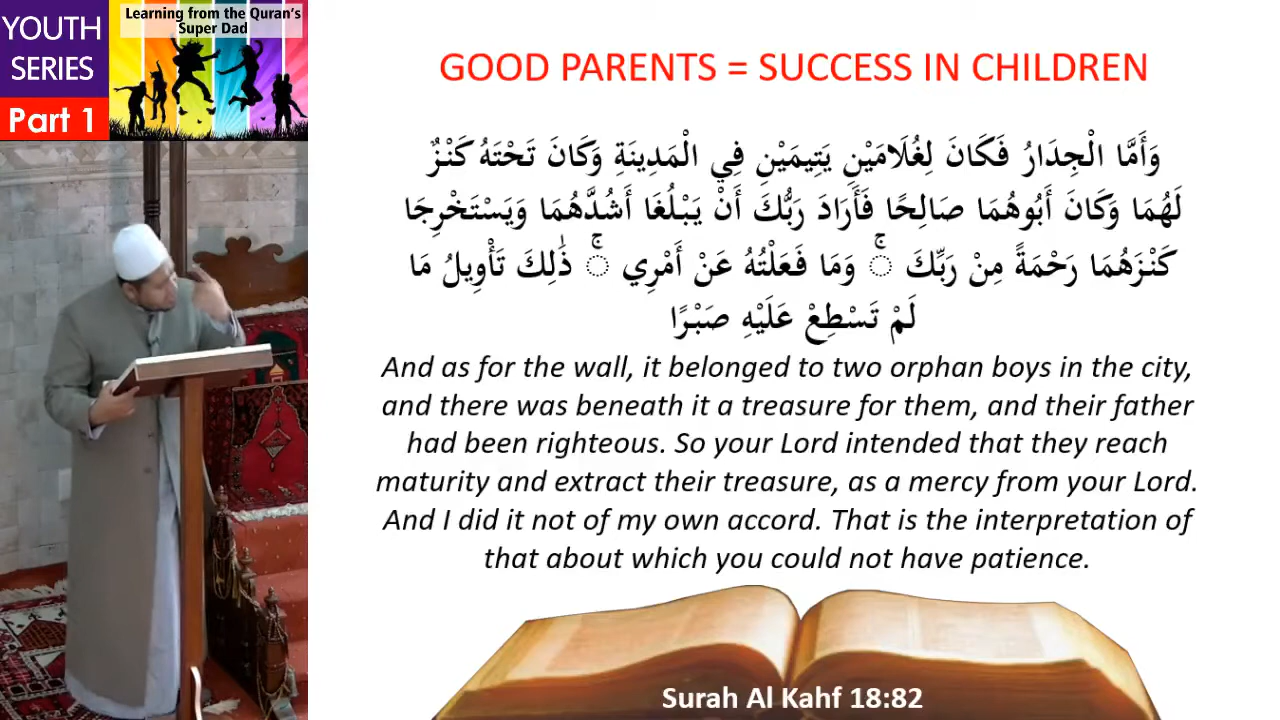 YOUTH
SERIES
Part 1
Learning from the Quran's
Super Dad
GOOD PARENTS = SUCCESS IN CHILDREN
وَأَمَّا الْجِدَارُ فَكَانَ لِغُلَامَيْنِ يَتِيمَيْنِ فِي الْمَدِينَةِ وَكَانَ تَحْتَهُ كَنْزٌ
لَهُمَا وَكَانَ أَبُوهُمَا صَالِحًا فَأَرَادَ رَبُّكَ أَنْ يَبْلُغَا أَشُدَّهُمَا وَيَسْتَخْرِجَا
كَنْزَهُمَا رَحْمَةً مِنْ رَبِّكَ ۚ وَمَا فَعَلْتُهُ عَنْ أَمْرِي ۚ ذَٰلِكَ تَأْوِيلُ مَا
لَمْ تَسْطِعْ عَلَيْهِ صَبْرًا
And as for the wall, it belonged to two orphan boys in the city,
and there was beneath it a treasure for them, and their father
had been righteous. So your Lord intended that they reach
maturity and extract their treasure, as a mercy from your Lord.
And I did it not of my own accord. That is the interpretation of
that about which you could not have patience.
Surah Al Kahf 18:82